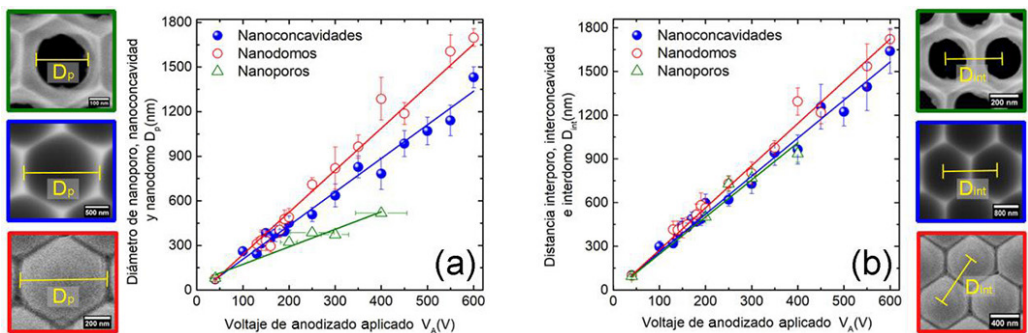 Dp
100 nm
Dp
500 nm
Dp
200 nm
Diámetro de nanoporo, nanoconcavidad
y nanodomo Dp(nm)
1800
1500
1200
900
600
300
0
Nanoconcavidades
Nanodomos
Nanoporos
(a)
0 100 200 300 400 500 600
Voltaje de anodizado aplicado VA(V)
Distancia interporo, interconcavidad
e interdomo Dint(nm)
1800
1500
1200
900
600
300
0
Nanoconcavidades
Nanodomos
Nanoporos
(b)
0 100 200 300 400 500 600
Voltaje de anodizado aplicado VA(V)
Dint
200 nm
Dint
800 nm
Dint
400 nm